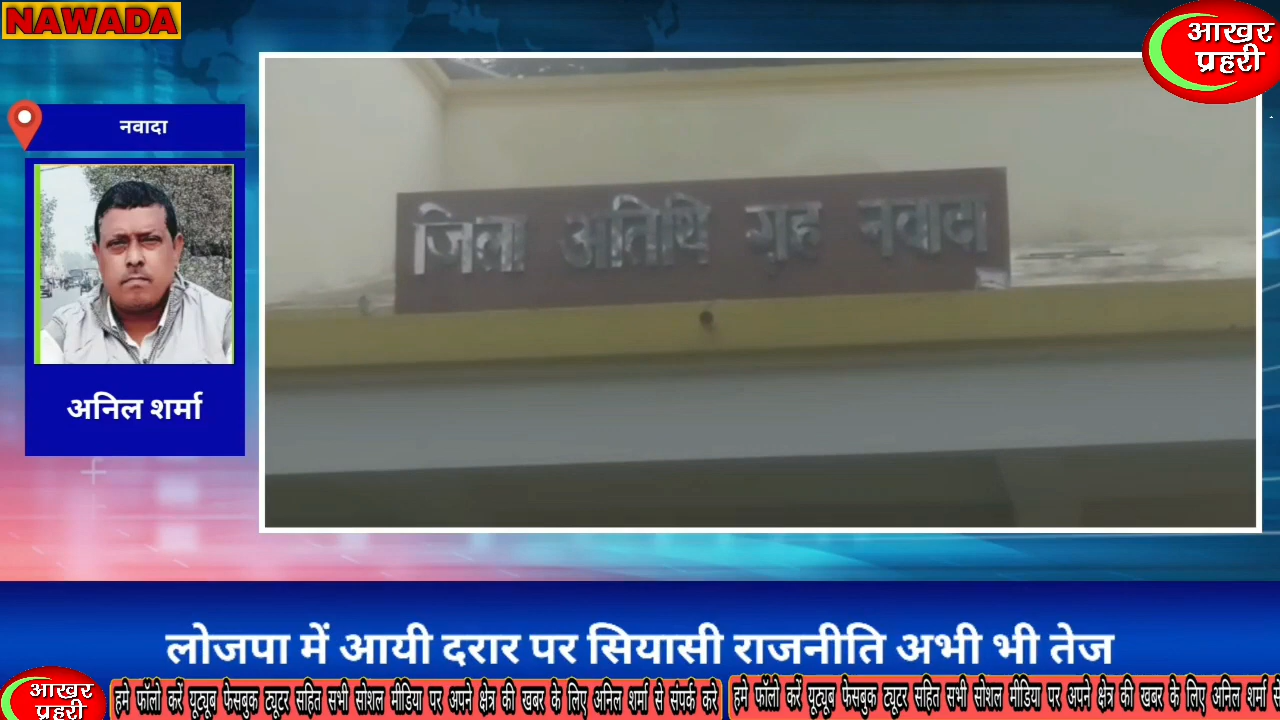 NAWADA
आखर
प्रहरी
नवादा
जिला अतिथि गृह नवादा
अनिल शर्मा
लोजपा में आयी दरार पर सियासी राजनीति अभी भी तेज
आखर
प्रहरी
हमे फॉलो करें यूट्यूब फेसबुक ट्यूटर सहित सभी सोशल मीडिया पर अपने क्षेत्र की खबर के लिए अनिल शर्मा से संपर्क करे
हमे फॉलो करें यूट्यूब फेसबुक ट्यूटर सहित सभी सोशल मीडिया पर अपने क्षेत्र की खबर के लिए अनिल शर्मा से